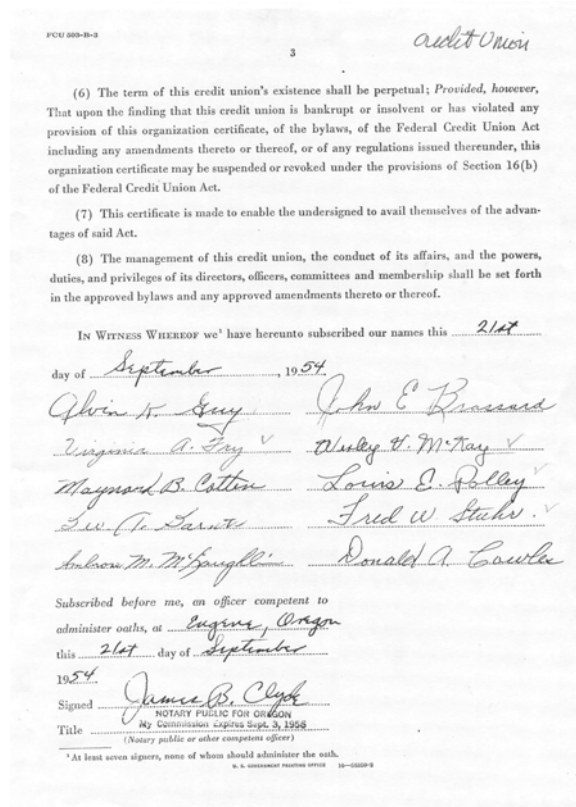 FCU 503-B-3
Credit Union
3
(6) The term of this credit union's existence shall be perpetual; Provided, however,
That upon the finding that this credit union is bankrupt or insolvent or has violated any
provision of this organization certificate, of the bylaws, of the Federal Credit Union Act
including any amendments thereto or thereof, or of any regulations issued thereunder, this
organization certificate may be suspended or revoked under the provisions of Section 16(b)
of the Federal Credit Union Act.
(7) This certificate is made to enable the undersigned to avail themselves of the advan-
tages of said Act.
(8) The management of this credit union, the conduct of its affairs, and the powers,
duties, and privileges of its directors, officers, committees and membership shall be set forth
in the approved bylaws and any approved amendments thereto or thereof.
IN WITNESS WHEREOF we¹ have hereunto subscribed our names this 21st
day of September, 1954.
Alvin K. Guy John E Brassard
Virginia A. Fry Wesley V. McKay
Maynard B. Cotten Louis E. Polley
Fred W Stuhr.
M. Donald A. Cowles
Subscribed before me, an officer competent to
administer oaths, at Eugene, Oregon
this 21st day of September
1954.
Signed James B. Clyde
NOTARY PUBLIC FOR OREGON
Title My Commission Expires Sept. 3, 1956
(Notary public or other competent officer)
¹At least seven signers, none of whom should administer the oath.
U. S. GOVERNMENT PRINTING OFFICE